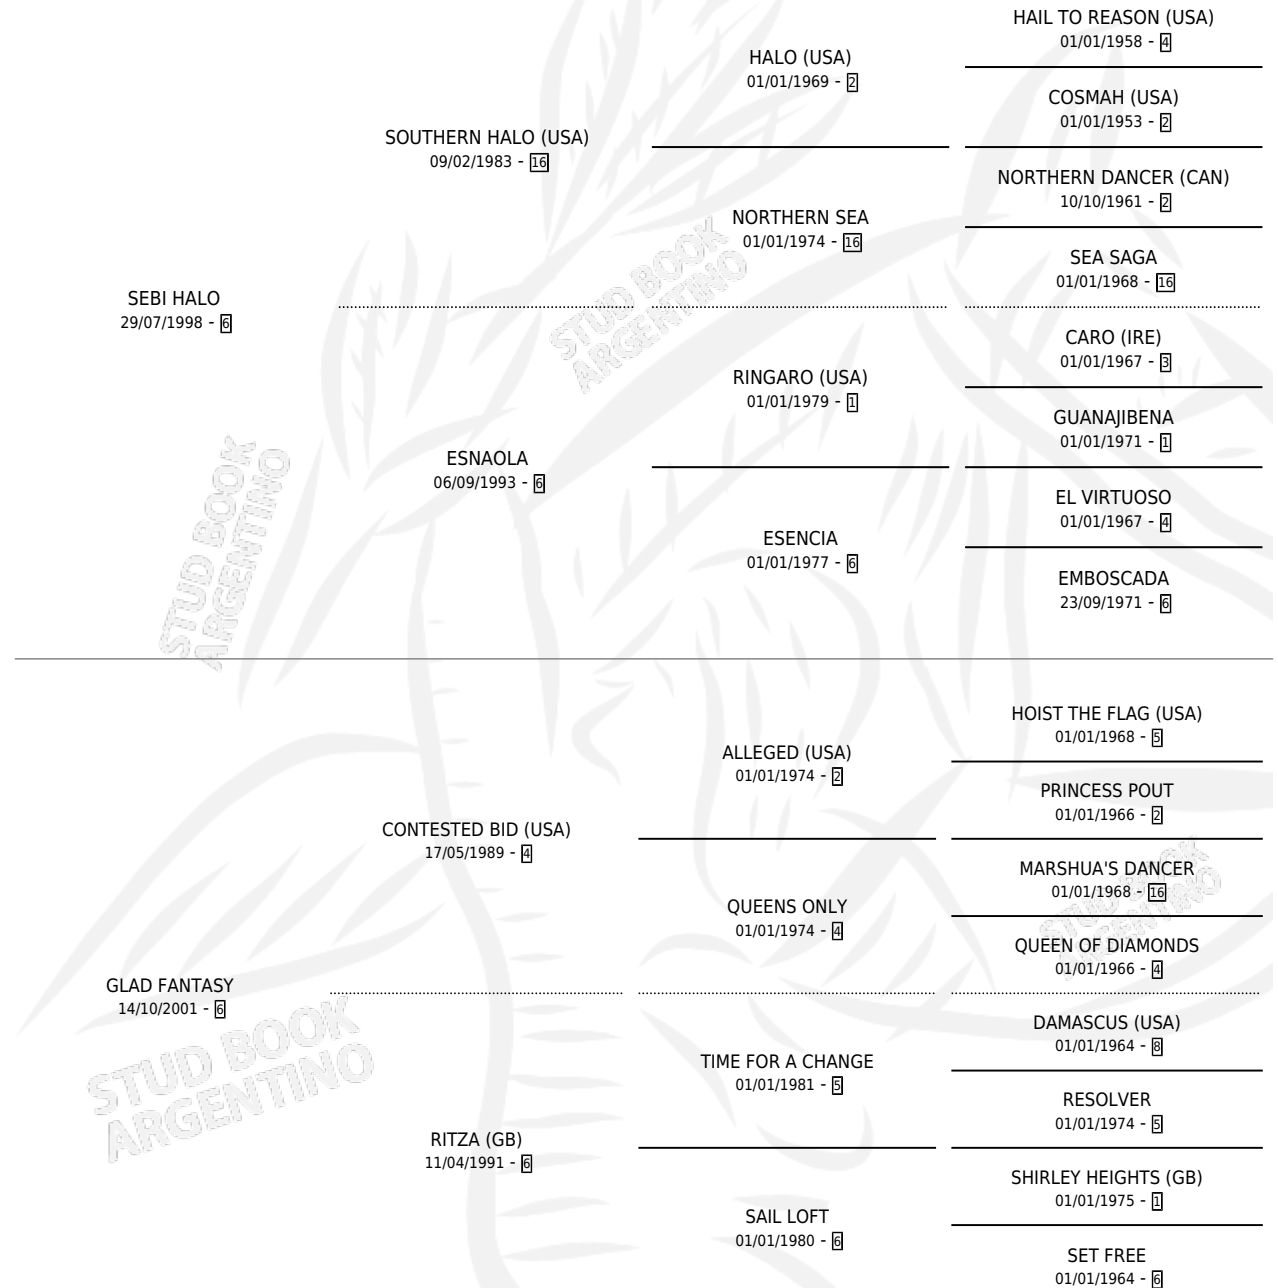 HAIL TO REASON (USA)
01/01/1958 - 4
HALO (USA)
01/01/1969 - 2
COSMAH (USA)
01/01/1953 - 2
SOUTHERN HALO (USA)
09/02/1983 - 16
NORTHERN DANCER (CAN)
10/10/1961 - 2
NORTHERN SEA
01/01/1974 - 16
SEA SAGA
01/01/1968 - 16
SEBI HALO
29/07/1998 - 6
CARO (IRE)
01/01/1967 - 3
RINGARO (USA)
01/01/1979 - 1
GUANAJIBENA
01/01/1971 - 1
ESNAOLA
06/09/1993 - 6
EL VIRTUOSO
01/01/1967 - 4
ESENCIA
01/01/1977 - 6
EMBOSCADA
23/09/1971 - 6
HOIST THE FLAG (USA)
01/01/1968 - 5
ALLEGED (USA)
01/01/1974 - 2
PRINCESS POUT
01/01/1966 - 2
CONTESTED BID (USA)
17/05/1989 - 4
MARSHUA'S DANCER
01/01/1968 - 16
QUEENS ONLY
01/01/1974 - 4
QUEEN OF DIAMONDS
01/01/1966 - 4
GLAD FANTASY
14/10/2001 - 6
DAMASCUS (USA)
01/01/1964 - 8
TIME FOR A CHANGE
01/01/1981 - 5
RESOLVER
01/01/1974 - 5
RITZA (GB)
11/04/1991 - 6
SHIRLEY HEIGHTS (GB)
01/01/1975 - 1
SAIL LOFT
01/01/1980 - 6
SET FREE
01/01/1964 - 6
STUD BOOK
ARGENTINO
STUD BOOK
ARGENTINO
STUD BOOK
ARGENTINO
STUD BOOK
ARGENTINO